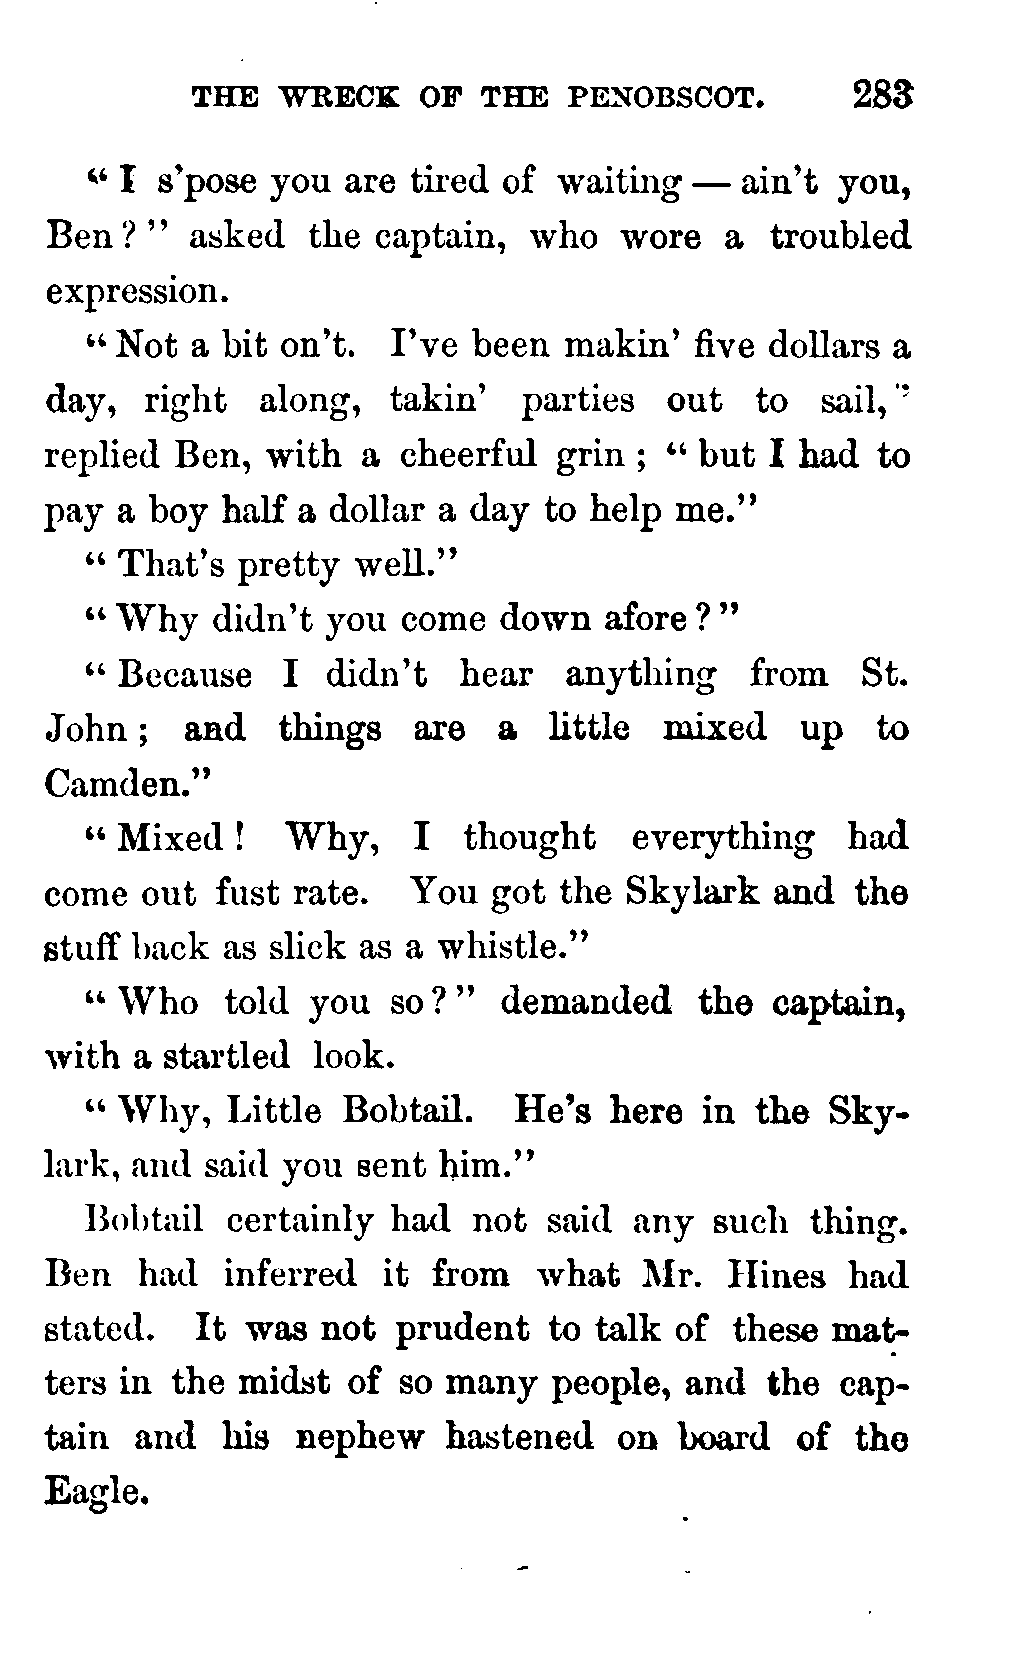 THE WRECK OF THE PENOBSCOT. 283
“I s’pose you are tired of waiting — ain’t you,
Ben?” asked the captain, who wore a troubled
expression.
“Not a bit on’t. I’ve been makin’ five dollars a
day, right along, takin’ parties out to sail,”
replied Ben, with a cheerful grin; “but I had to
pay a boy half a dollar a day to help me.”
“That’s pretty well.”
“Why didn’t you come down afore?”
“Because I didn’t hear anything from St.
John; and things are a little mixed up to
Camden.”
“Mixed! Why, I thought everything had
come out fust rate. You got the Skylark and the
stuff back as slick as a whistle.”
“Who told you so?” demanded the captain,
with a startled look.
“Why, Little Bobtail. He’s here in the Sky-
lark, and said you sent him.”
Bobtail certainly had not said any such thing.
Ben had inferred it from what Mr. Hines had
stated. It was not prudent to talk of these mat-
ters in the midst of so many people, and the cap-
tain and his nephew hastened on board of the
Eagle.